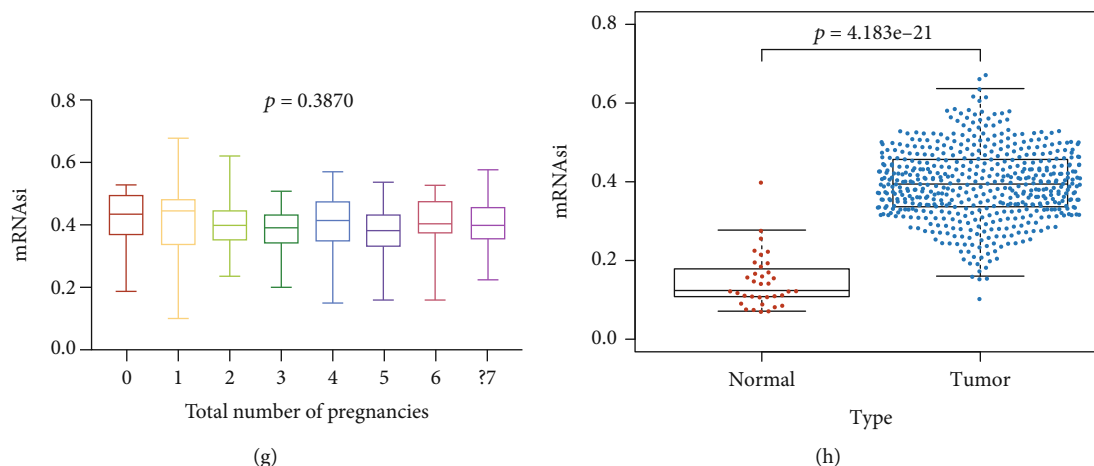 p = 0.3870
mRNAsi
0.8
0.6
0.4
0.2
0.0
0 1 2 3 4 5 6 ?7
Total number of pregnancies
(g)
p = 4.183e–21
mRNAsi
0.8
0.6
0.4
0.2
0.0
Normal Tumor
Type
(h)